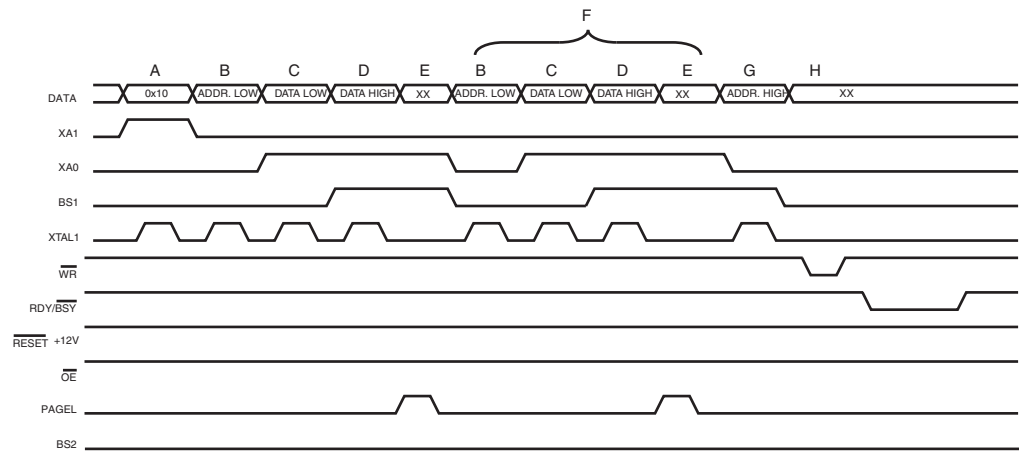 F
A B C D E B C D E G H
DATA 0x10 ADDR. LOW DATA LOW DATA HIGH XX ADDR. LOW DATA LOW DATA HIGH XX ADDR. HIGH XX
XA1
XA0
BS1
XTAL1
WR
RDY/BSY
RESET +12V
OE
PAGEL
BS2